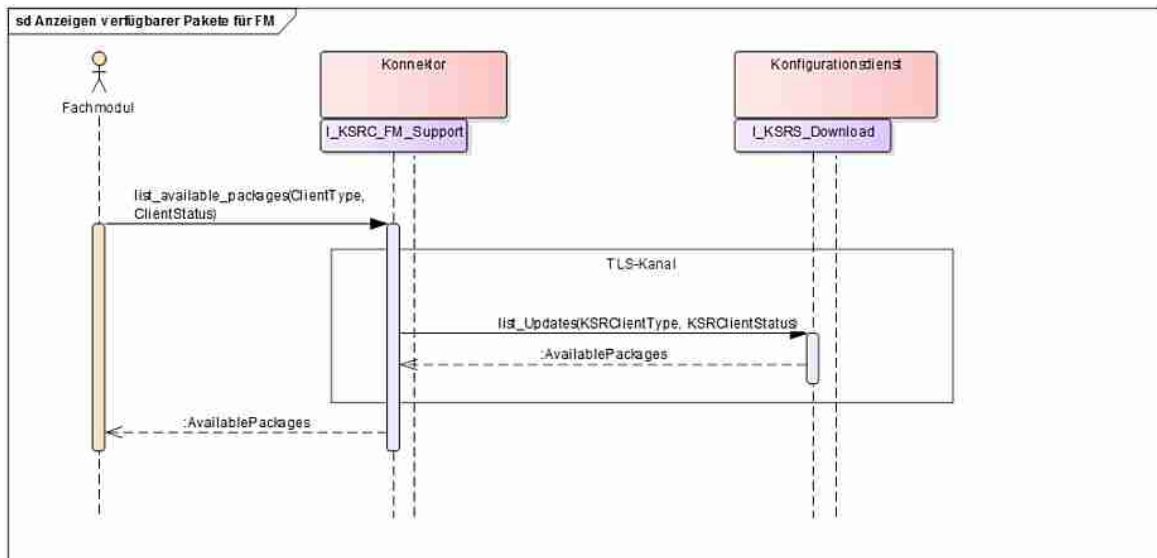 sd Anzeigen verfügbarer Pakete für FM
Konnektor
Konfigurationsdienst
Fachmodul
I_KSRC_FM_Support
I_KSRS_Download
list_available_packages(ClientType,
ClientStatus)
TLS-Kanal
list_Updates(KSRClientType, KSRClientStatus)
:AvailablePackages
:AvailablePackages